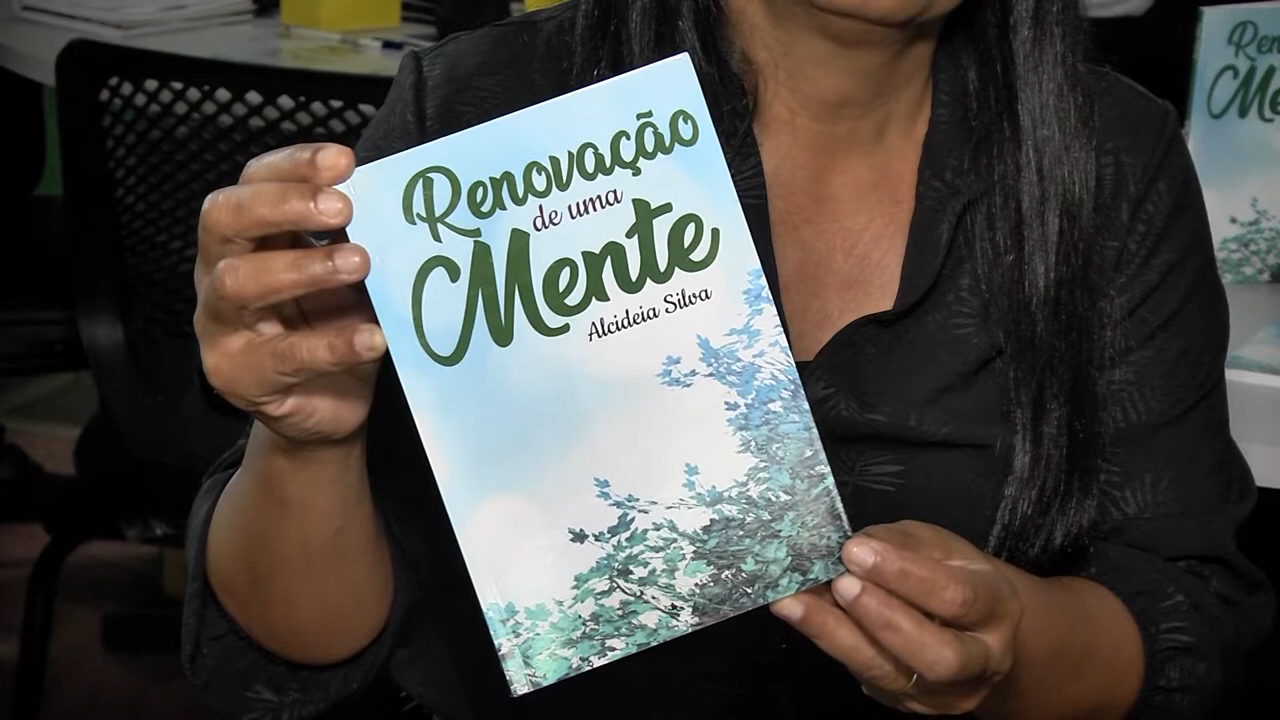 Renovação
de uma
Mente
Alcideia Silva